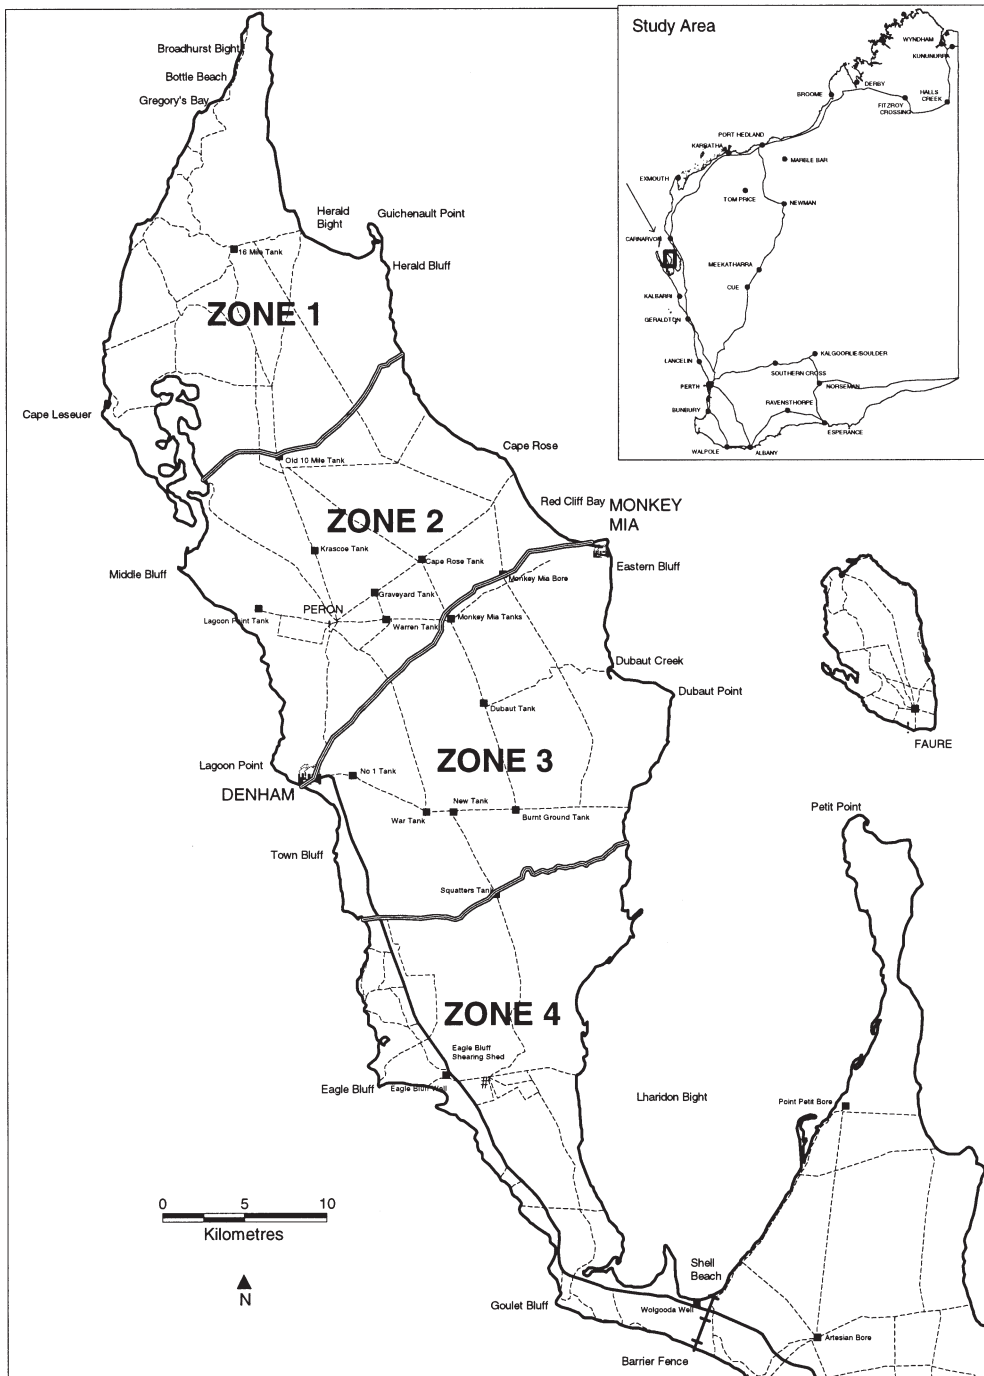 Study Area
WYNDHAM
KUNUNURRA
DERBY
BROOME
HALLS
CREEK
FITZROY
CROSSING
PORT HEDLAND
KARRATHA
MARBLE BAR
EXMOUTH
TOM PRICE
NEWMAN
CARNARVON
MEEKATHARRA
CUE
KALBARRI
GERALDTON
LANCELIN
KALGOORLIE/BOULDER
SOUTHERN CROSS
PERTH
NORSEMAN
RAVENSTHORPE
BUNBURY
ESPERANCE
WALPOLE
ALBANY
Broadhurst Bight
Bottle Beach
Gregory's Bay
Herald
Bight
Guichenault Point
16 Mile Tank
Herald Bluff
ZONE 1
Cape Leseuer
Cape Rose
Old 10 Mile Tank
Red Cliff Bay
MONKEY
MIA
ZONE 2
Krascoe Tank
Cape Rose Tank
Eastern Bluff
Middle Bluff
Monkey Mia Bore
Graveyard Tank
PERON
Lagoon Point Tank
Warren Tank
Monkey Mia Tanks
Dubaut Creek
Dubaut Point
Dubaut Tank
FAURE
ZONE 3
Lagoon Point
No 1 Tank
DENHAM
New Tank
War Tank
Burnt Ground Tank
Petit Point
Town Bluff
Squatters Tank
ZONE 4
Eagle Bluff
Shearing Shed
Eagle Bluff
Eagle Bluff Well
Lharidon Bight
Point Petit Bore
0 5 10
Kilometres
N
Shell
Beach
Goulet Bluff
Wolgooda Well
Artesian Bore
Barrier Fence